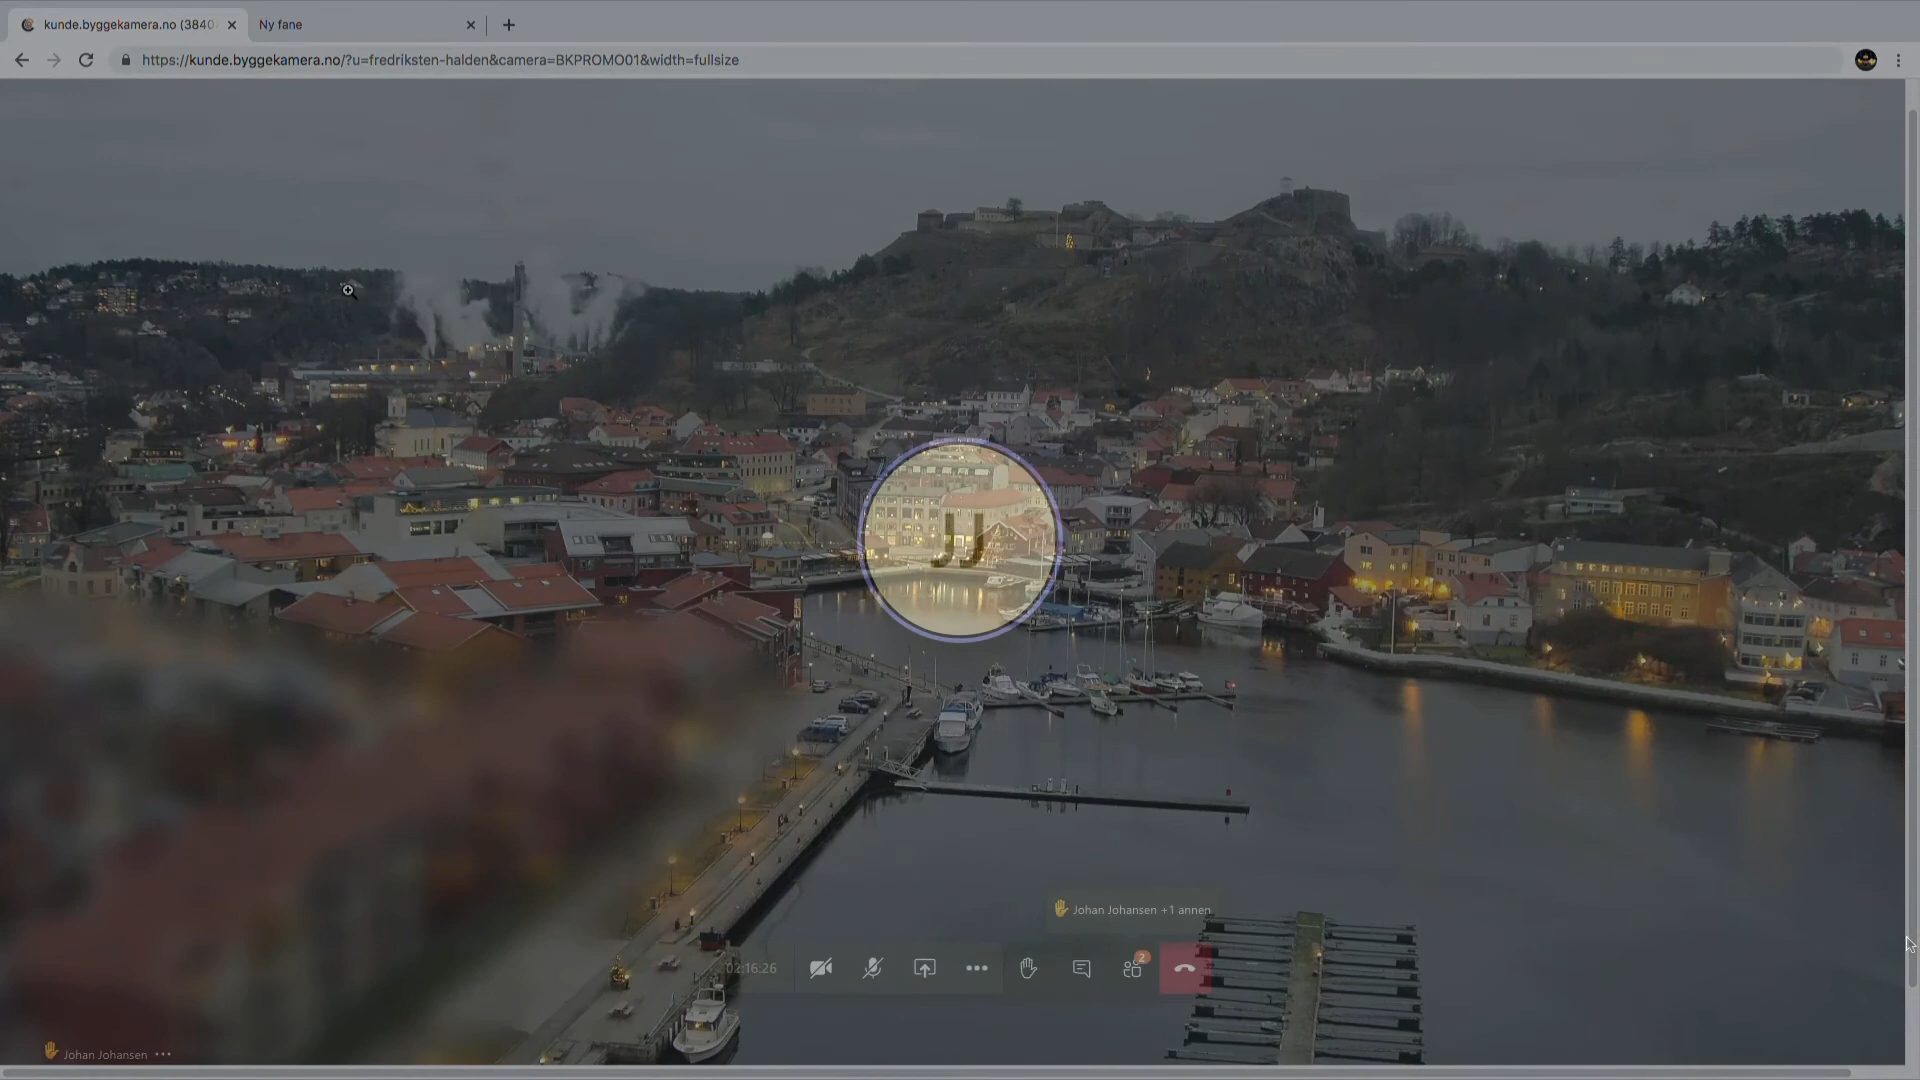 kunde.byggekamera.no (3840
Ny fane
https://kunde.byggekamera.no/?u=fredriksten-halden&camera=BKPROMO01&width=fullsize
JJ
Johan Johansen +1 annen
02:16:26
2
Johan Johansen